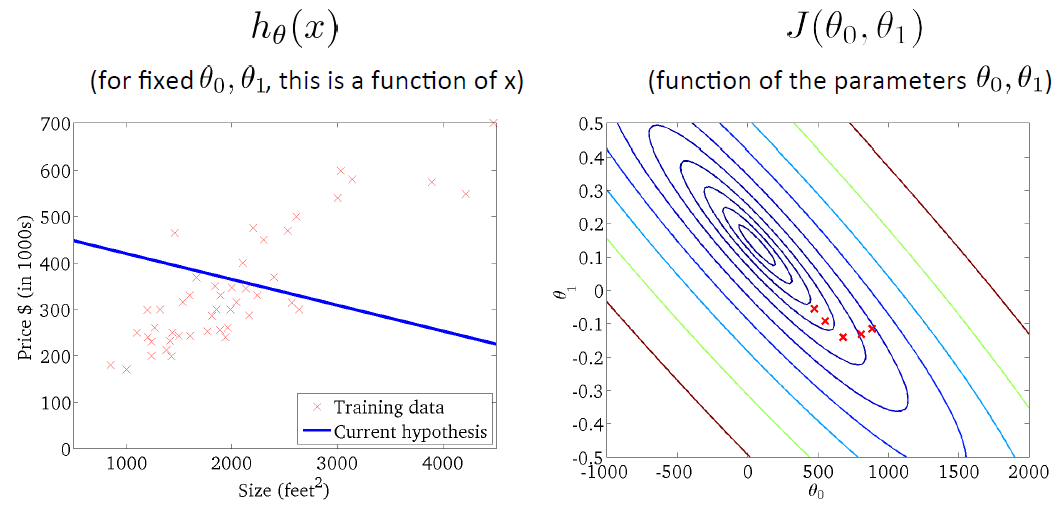 hθ(x)
(for fixed θ0, θ1, this is a function of x)
700
600
500
400
300
200
100
0
1000 2000 3000 4000
Price $ (in 1000s)
Size (feet²)
Training data
Current hypothesis
J(θ0, θ1)
(function of the parameters θ0, θ1)
0.5
0.4
0.3
0.2
0.1
0
-0.1
-0.2
-0.3
-0.4
-0.5
-1000 -500 0 500 1000 1500 2000
θ1
θ0